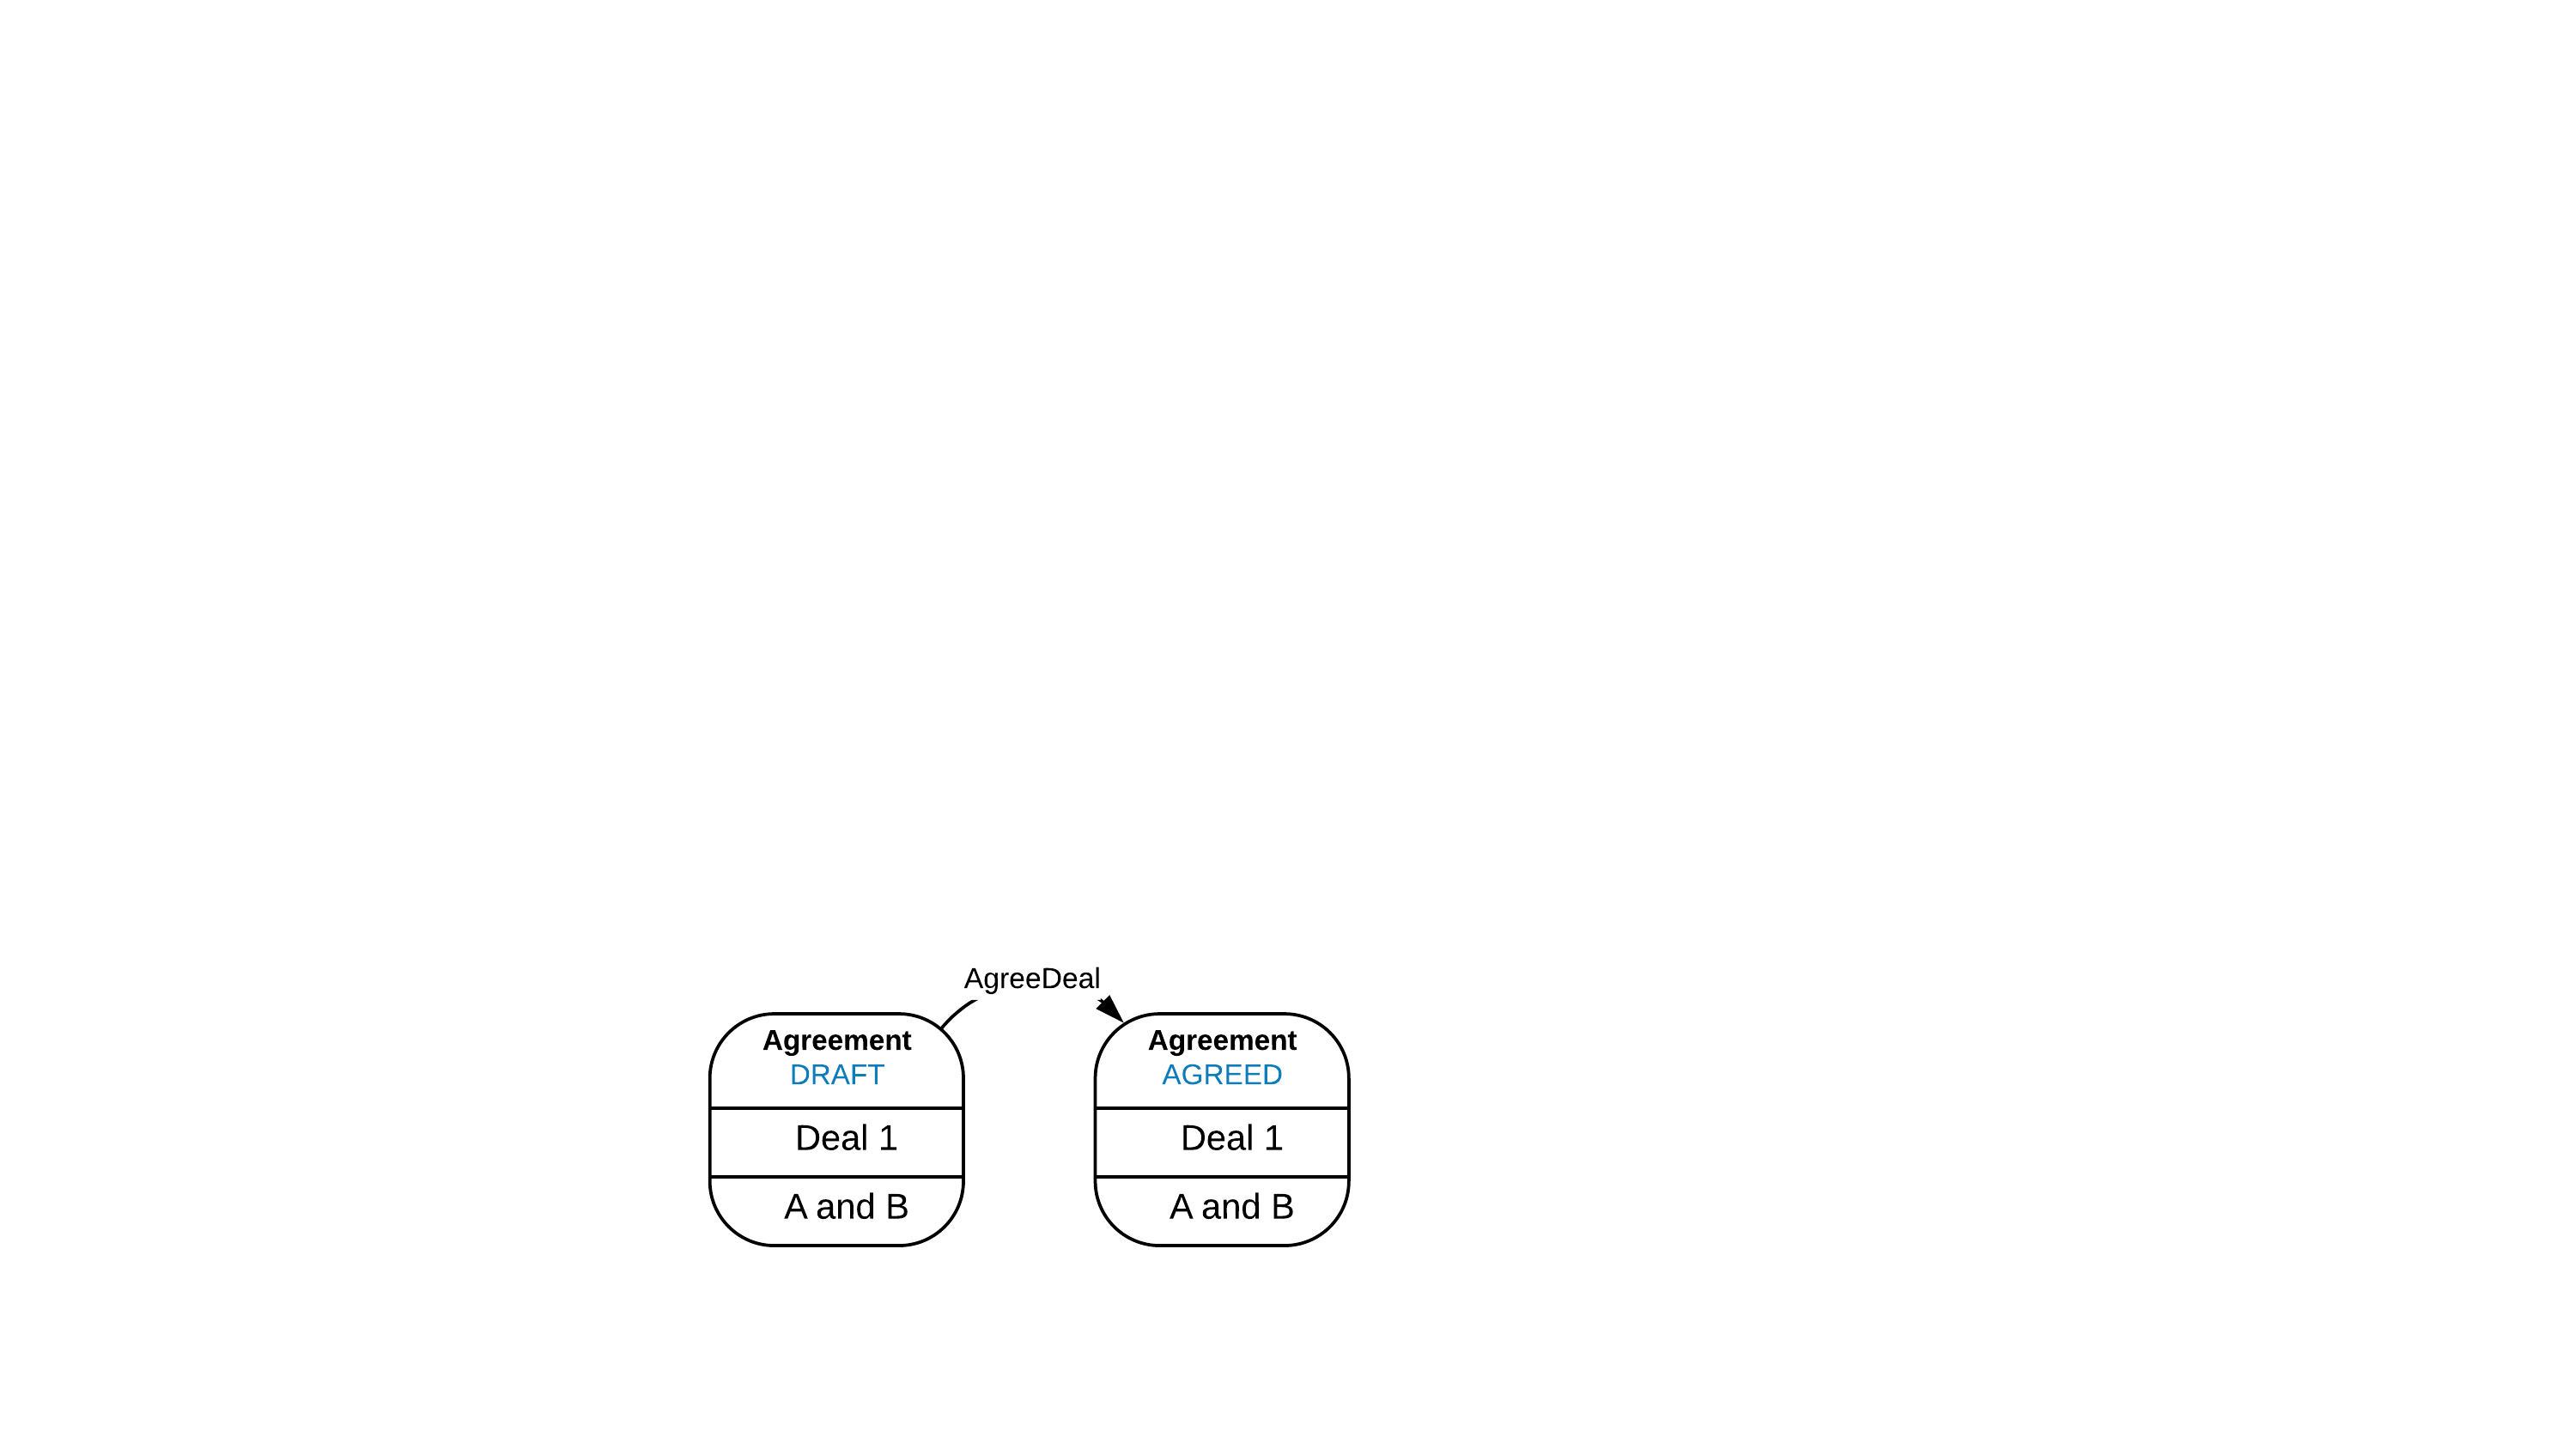 AgreeDeal
Agreement
DRAFT
Deal 1
A and B
Agreement
AGREED
Deal 1
A and B